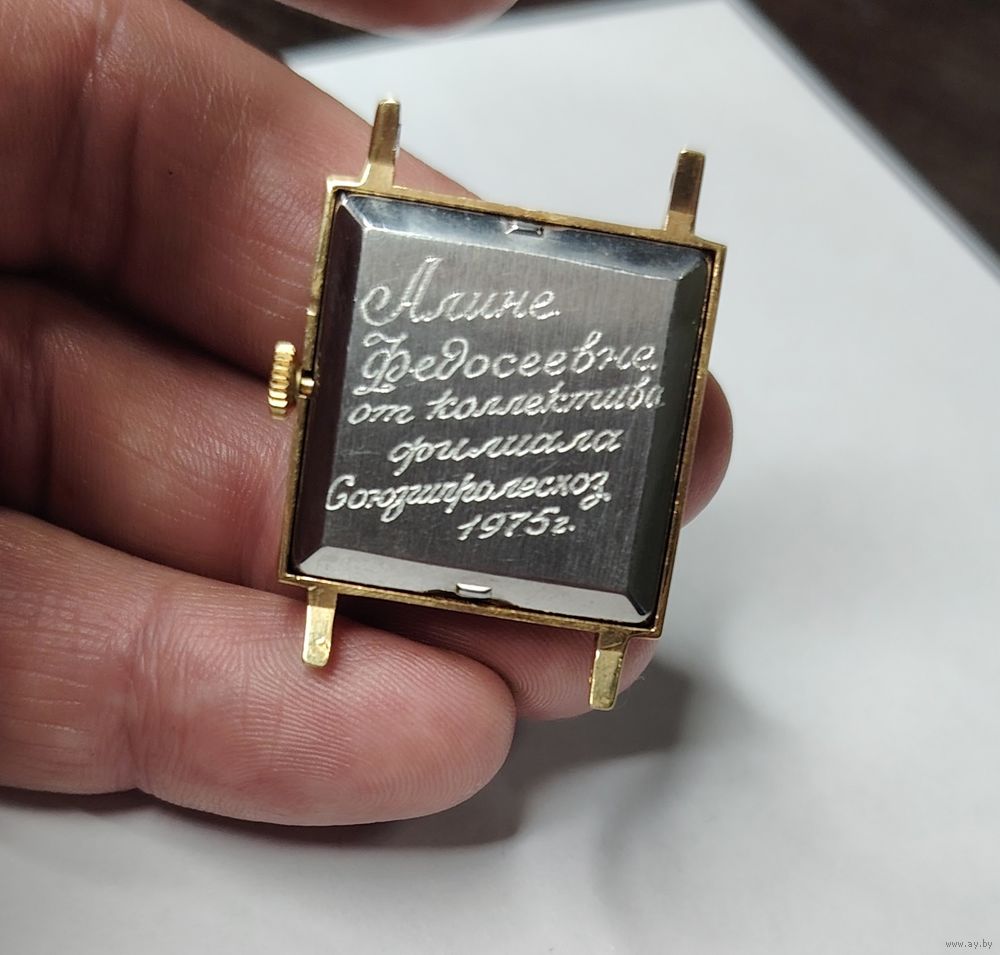 Алине
Федосеевне
от коллектива
филиала
Союзгипролесхоз
1975г.
www.ay.by